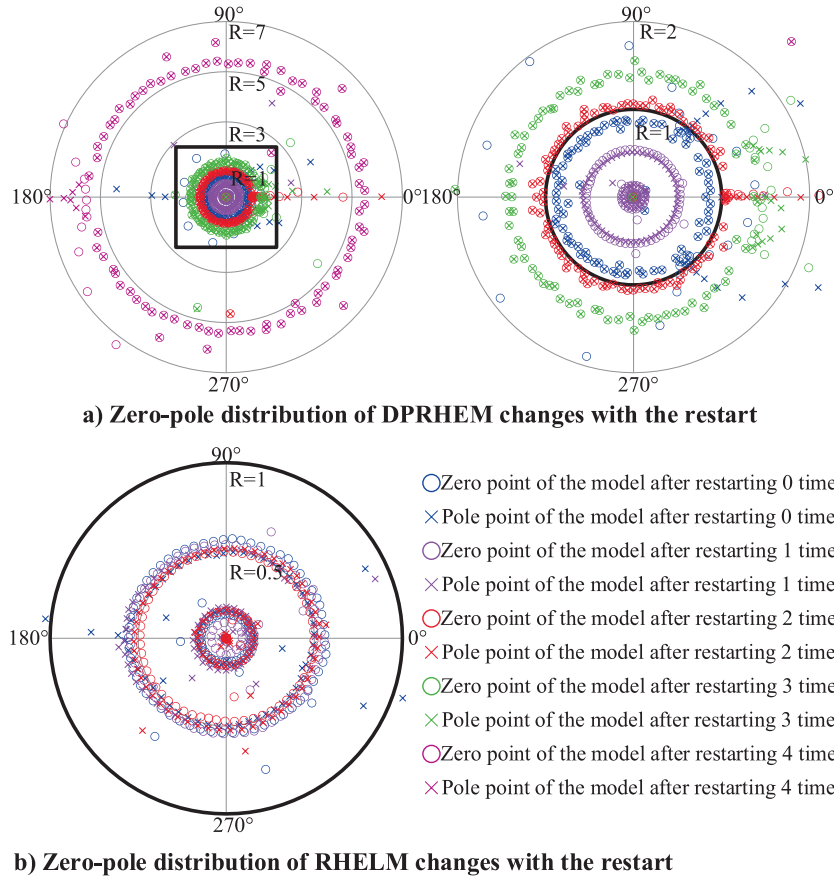 90°
90°
R=7
R=2
R=5
R=3
R=1
R=1
180°
0°
180°
0°
270°
270°
a) Zero-pole distribution of DPRHEM changes with the restart
90°
R=1
R=0.5
180°
0°
270°
Zero point of the model after restarting 0 time
Pole point of the model after restarting 0 time
Zero point of the model after restarting 1 time
Pole point of the model after restarting 1 time
Zero point of the model after restarting 2 time
Pole point of the model after restarting 2 time
Zero point of the model after restarting 3 time
Pole point of the model after restarting 3 time
Zero point of the model after restarting 4 time
Pole point of the model after restarting 4 time
b) Zero-pole distribution of RHELM changes with the restart